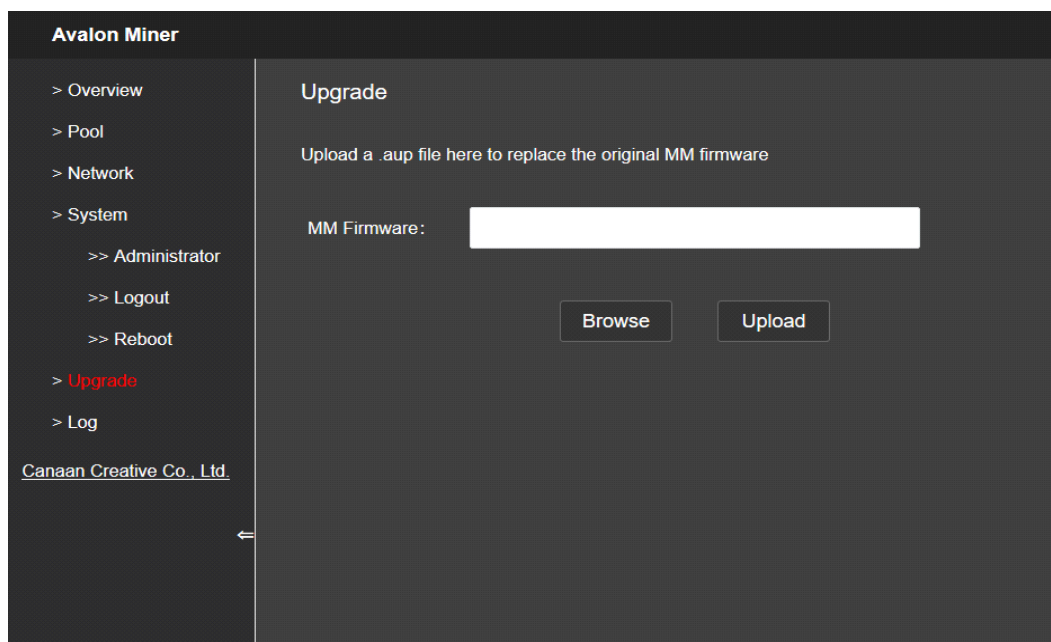 Avalon Miner
> Overview
> Pool
> Network
> System
>> Administrator
>> Logout
>> Reboot
> Upgrade
> Log
Canaan Creative Co., Ltd.
⇐
Upgrade
Upload a .aup file here to replace the original MM firmware
MM Firmware:
Browse Upload